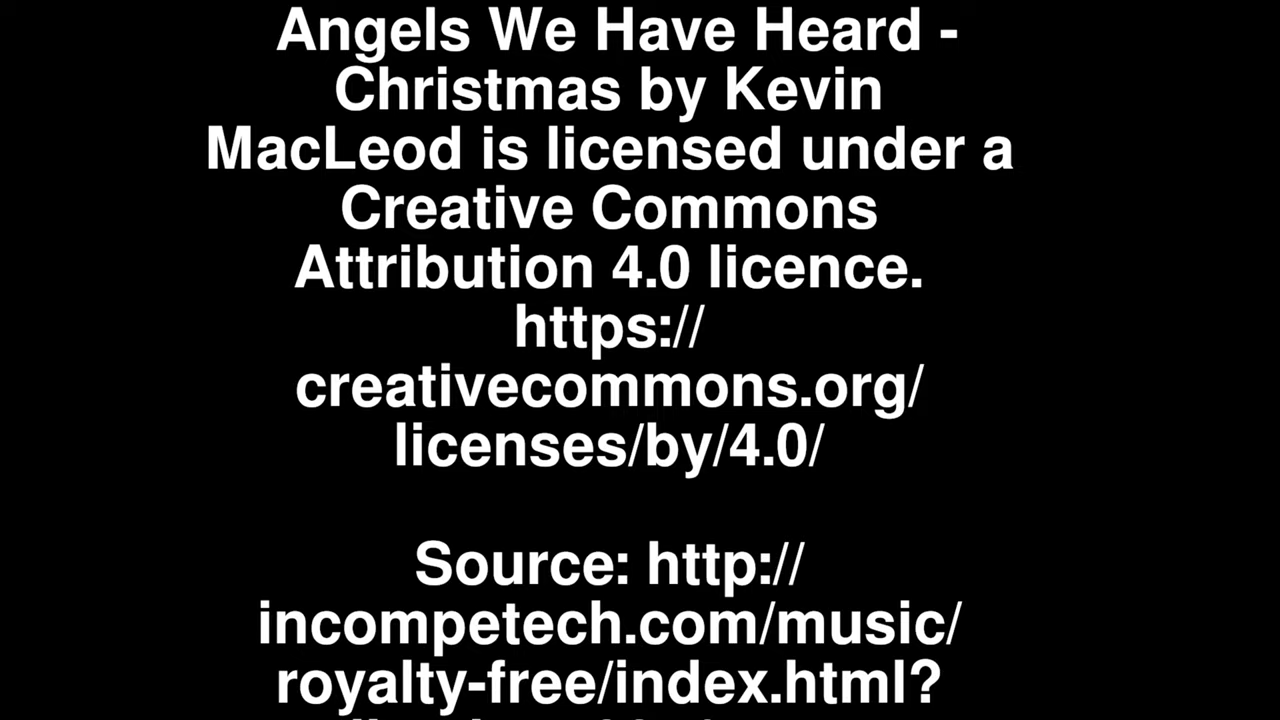 Angels We Have Heard -
Christmas by Kevin
MacLeod is licensed under a
Creative Commons
Attribution 4.0 licence.
https://
creativecommons.org/
licenses/by/4.0/
Source: http://
incompetech.com/music/
royalty-free/index.html?